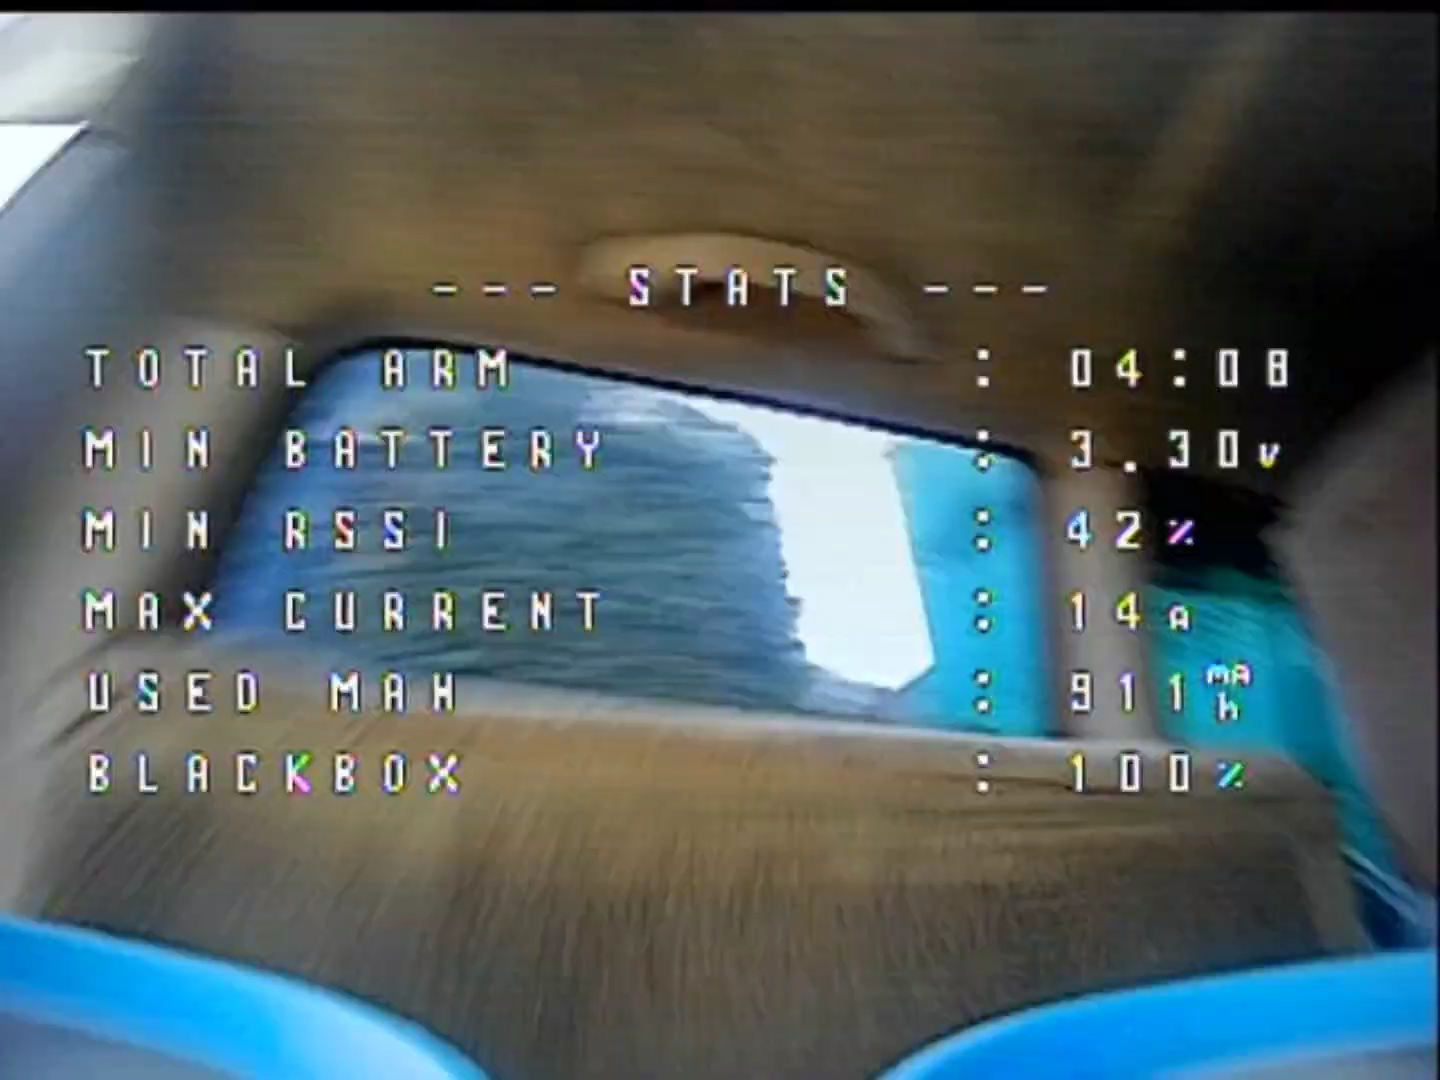 --- STATS ---
TOTAL ARM : 04:08
MIN BATTERY : 3.30V
MIN RSSI : 42%
MAX CURRENT : 14A
USED MAH : 911mAh
BLACKBOX : 100%